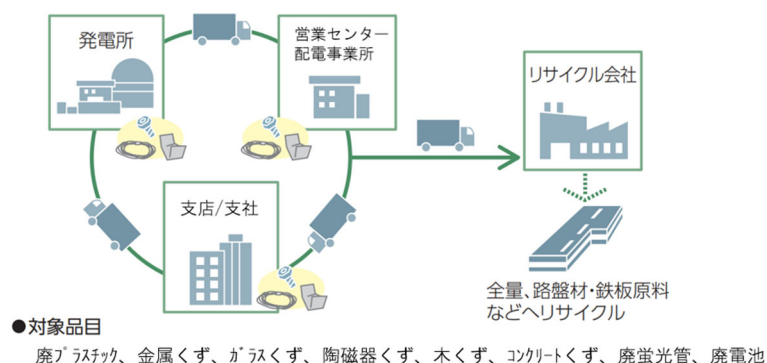 発電所
営業センター
配電事業所
リサイクル会社
支店/支社
全量、路盤材・鉄板原料
などへリサイクル
●対象品目
廃ﾌﾟﾗｽﾁｯｸ、金属くず、ｶﾞﾗｽくず、陶磁器くず、木くず、ｺﾝｸﾘｰﾄくず、廃蛍光管、廃電池